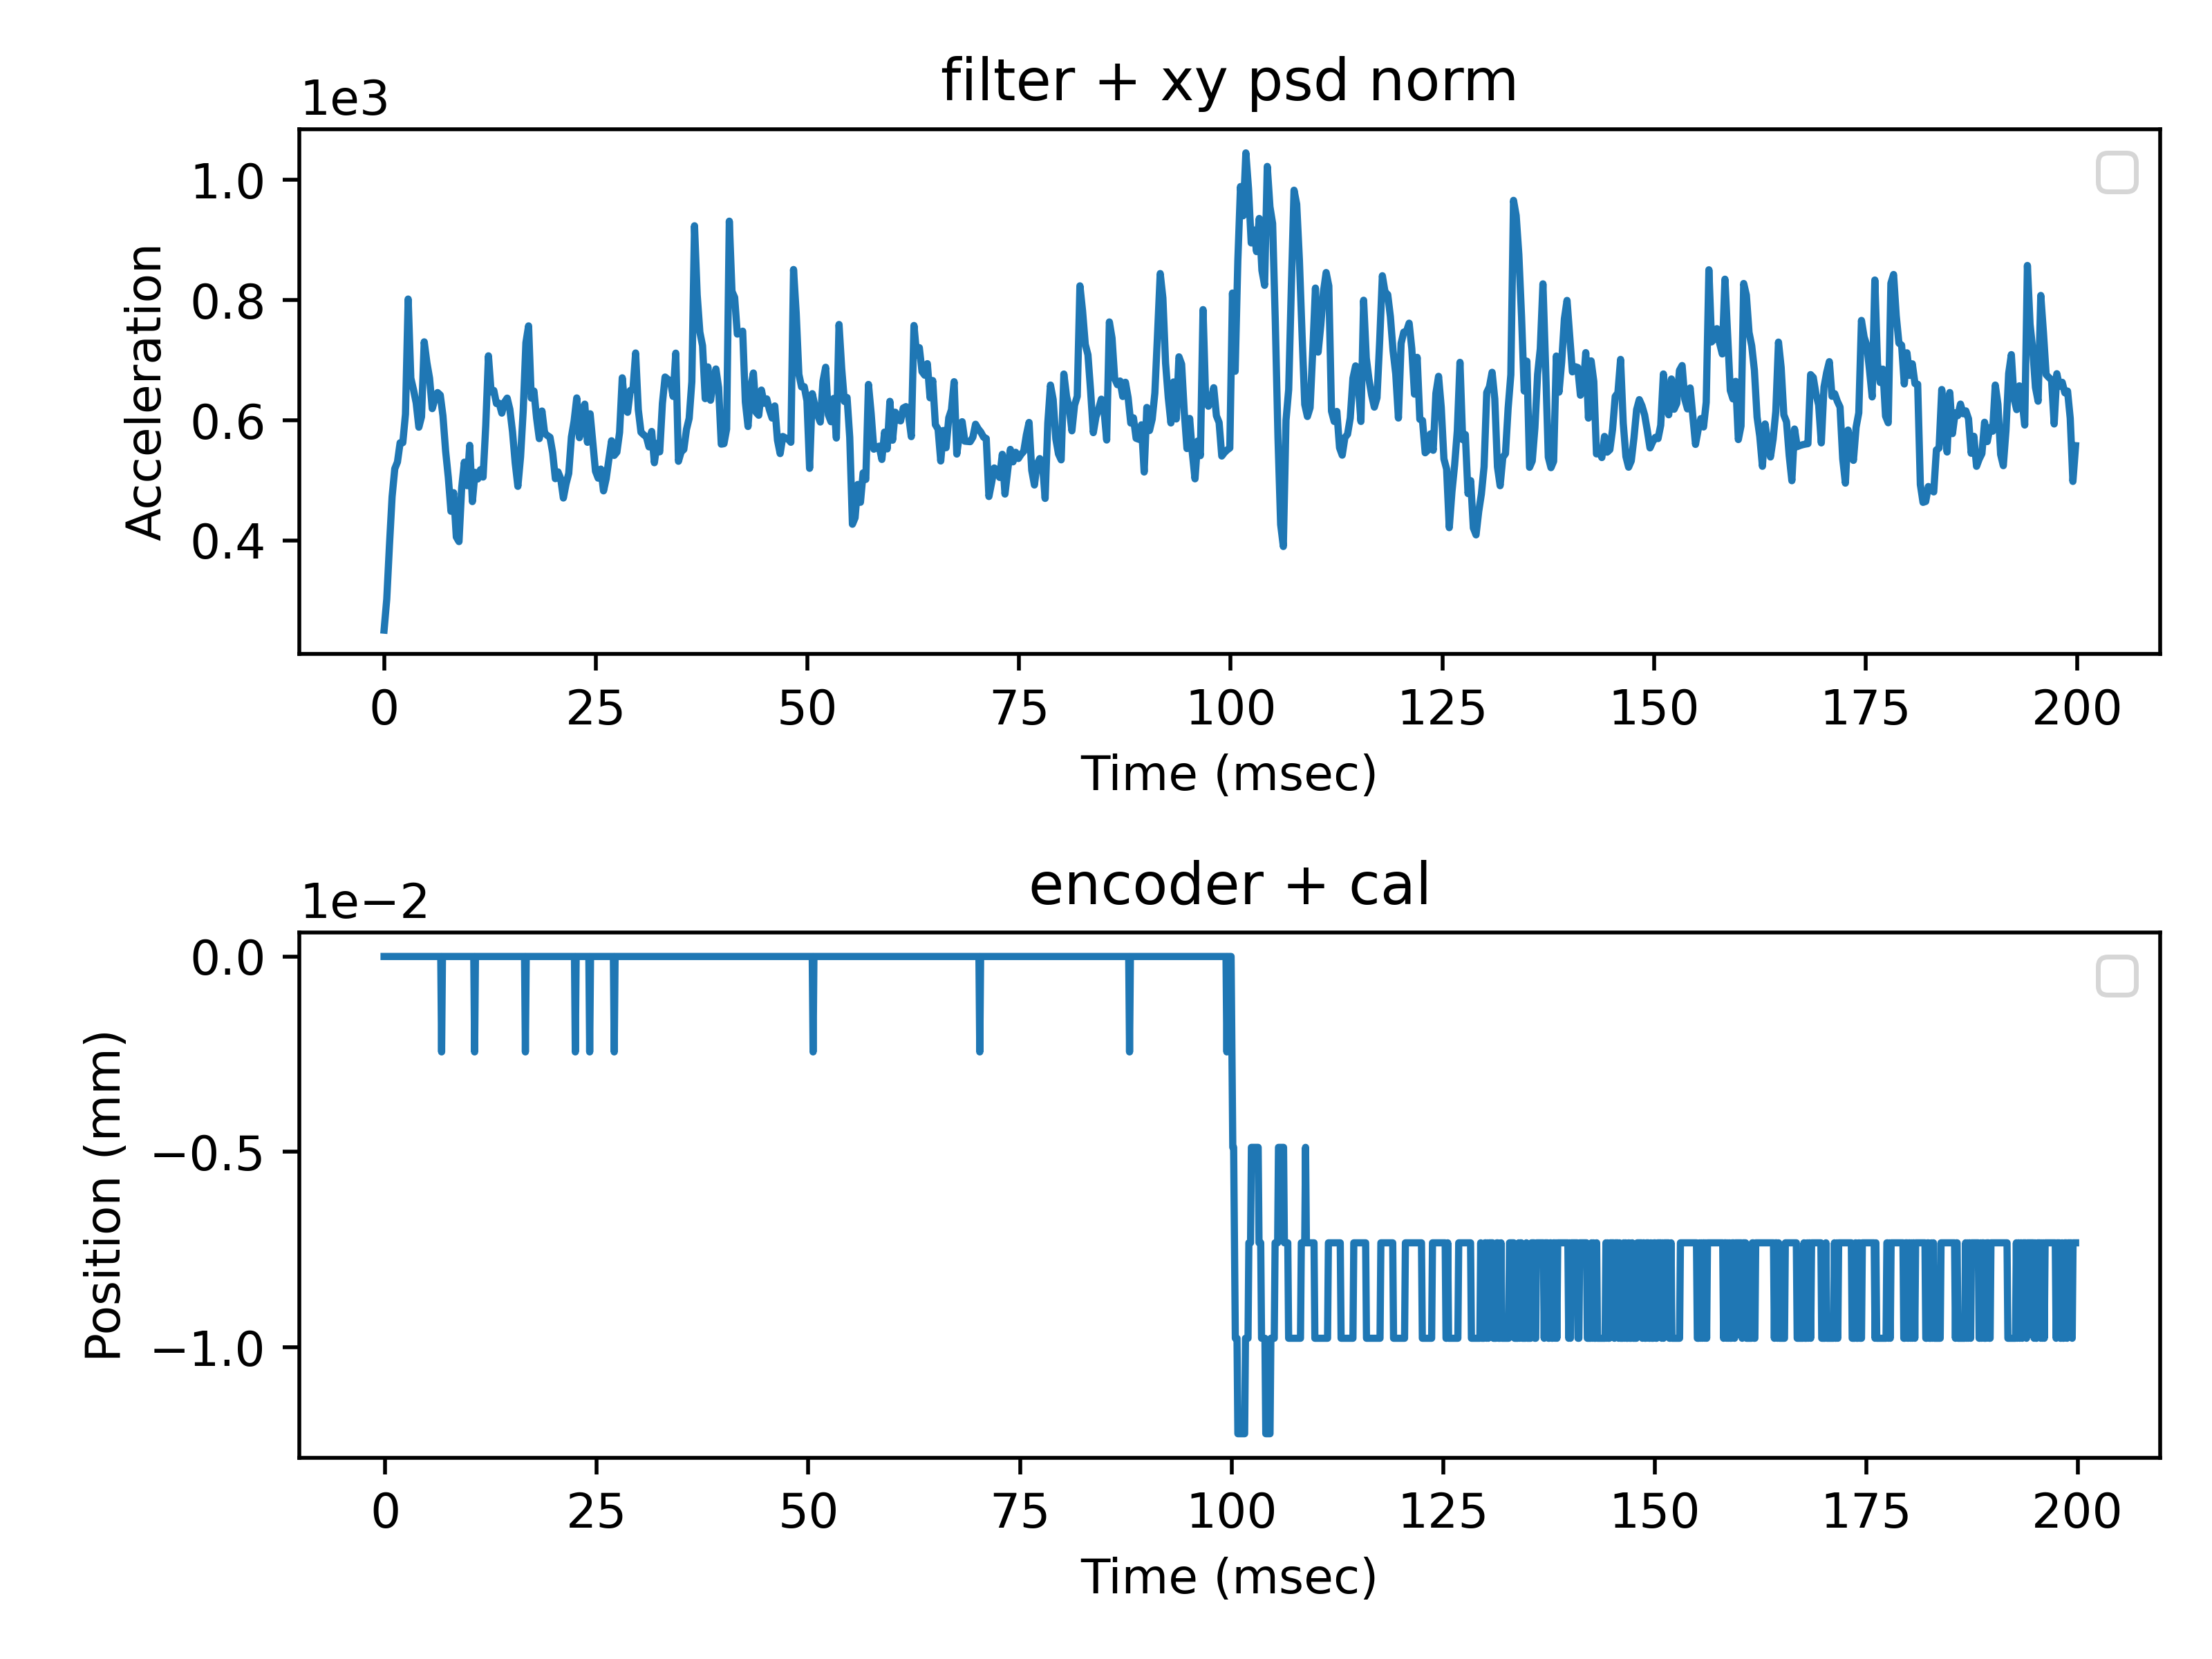 filter + xy psd norm
1e3
1.0
0.8
0.6
0.4
Acceleration
0 25 50 75 100 125 150 175 200
Time (msec)
encoder + cal
1e−2
0.0
−0.5
−1.0
Position (mm)
0 25 50 75 100 125 150 175 200
Time (msec)